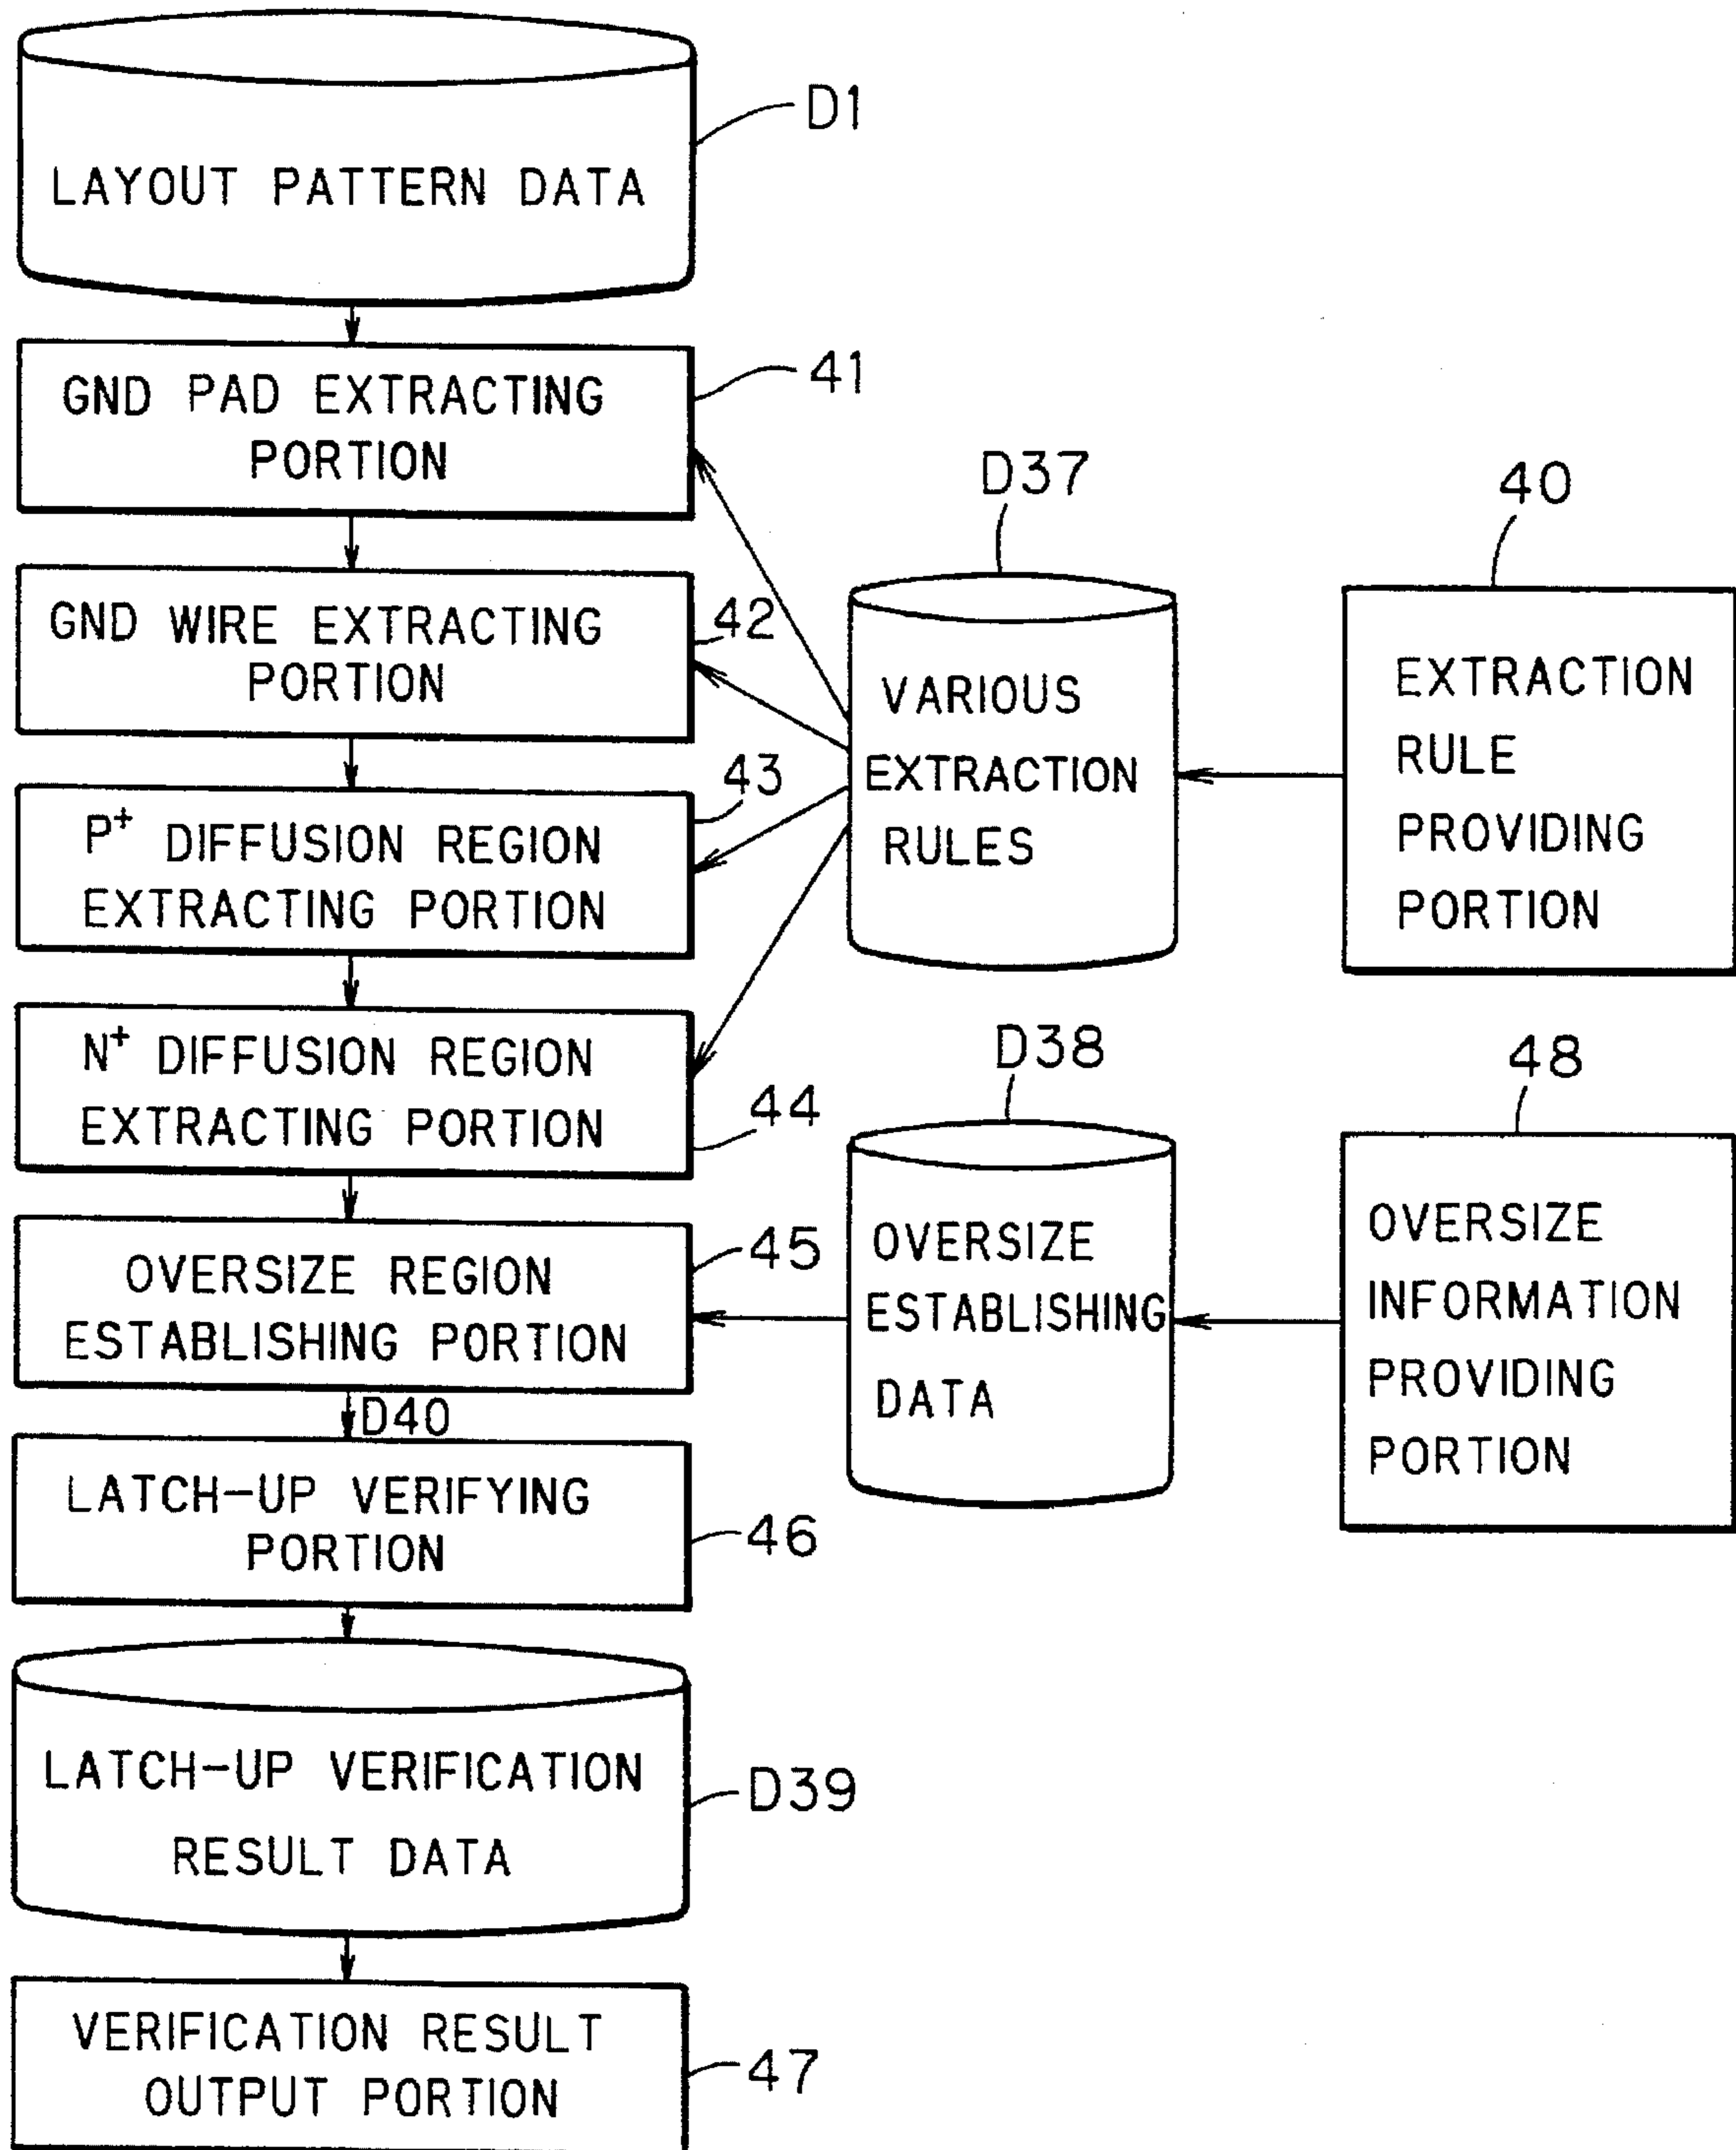 D1
LAYOUT PATTERN DATA
41
GND PAD EXTRACTING
PORTION
42
GND WIRE EXTRACTING
PORTION
43
P+ DIFFUSION REGION
EXTRACTING PORTION
N+ DIFFUSION REGION
EXTRACTING PORTION
44
OVERSIZE REGION
ESTABLISHING PORTION
45
D40
LATCH-UP VERIFYING
PORTION
46
LATCH-UP VERIFICATION
RESULT DATA
D39
VERIFICATION RESULT
OUTPUT PORTION
47
D37
VARIOUS
EXTRACTION
RULES
40
EXTRACTION
RULE
PROVIDING
PORTION
D38
OVERSIZE
ESTABLISHING
DATA
48
OVERSIZE
INFORMATION
PROVIDING
PORTION